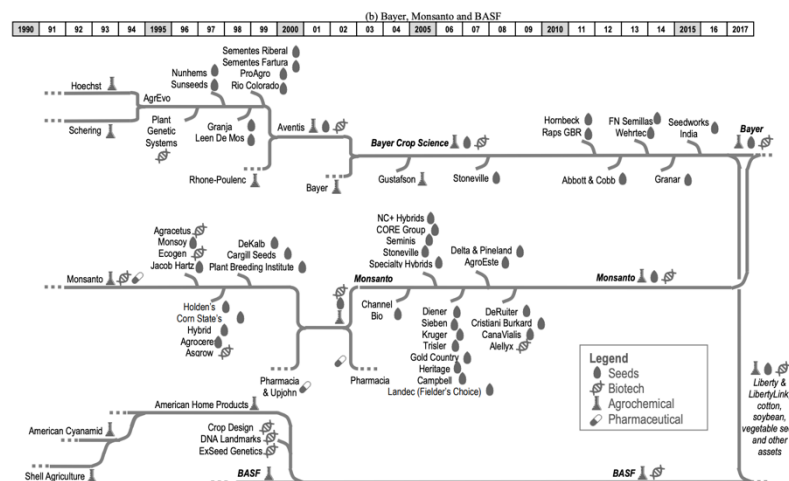 (b) Bayer, Monsanto and BASF
1990 91 92 93 94 1995 96 97 98 99 2000 01 02 03 04 2005 06 07 08 09 2010 11 12 13 14 2015 16 2017
Sementes Riberal
Sementes Fartura
ProAgro
Rio Colorado
Nunhems
Sunseeds
Hoechst
AgrEvo
Schering
Plant
Genetic
Systems
Granja
Leen De Mos
Aventis
Rhone-Poulenc
Bayer
Bayer Crop Science
Gustafson
Stoneville
Hornbeck
Raps GBR
FN Semillas
Wehrtec
Seedworks
India
Bayer
Abbott & Cobb
Granar
Agracetus
Monsoy
Ecogen
Jacob Hartz
DeKalb
Cargill Seeds
Plant Breeding Institute
Monsanto
Holden's
Corn State's
Hybrid
Agrocere
Asgrow
Pharmacia
& Upjohn
Pharmacia
NC+ Hybrids
CORE Group
Seminis
Stoneville
Specialty Hybrids
Monsanto
Delta & Pineland
AgroEste
Monsanto
Channel
Bio
Diener
Sieben
Kruger
Trisler
Gold Country
Heritage
Campbell
Landec (Fielder's Choice)
DeRuiter
Cristiani Burkard
CanaVialis
Alellyx
Legend
Seeds
Biotech
Agrochemical
Pharmaceutical
Liberty &
LibertyLink
cotton,
soybean,
vegetable see
and other
assets
American Home Products
American Cyanamid
Shell Agriculture
Crop Design
DNA Landmarks
ExSeed Genetics
BASF
BASF